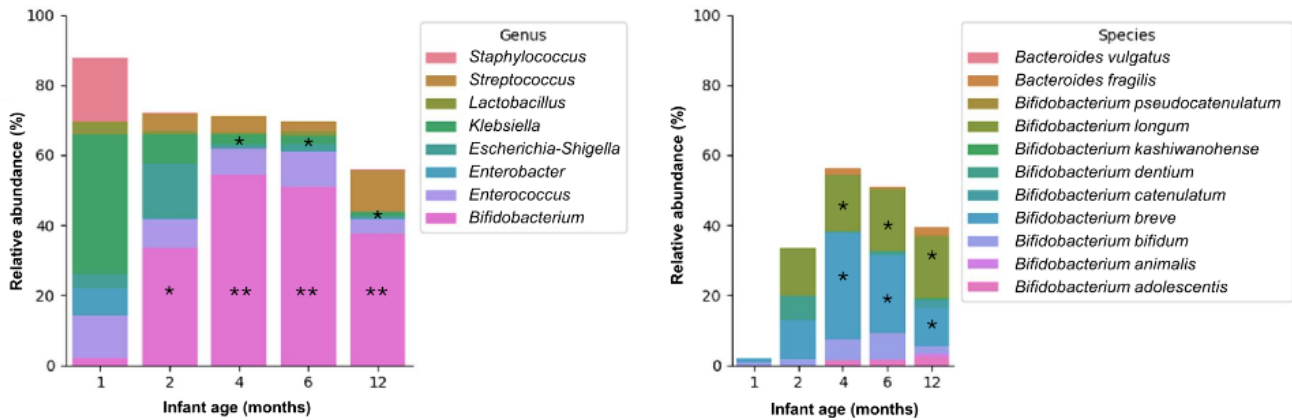 100
80
60
40
20
0
Relative abundance (%)
1 2 4 6 12
Infant age (months)
*
**
*
**
*
**
*
Genus
Staphylococcus
Streptococcus
Lactobacillus
Klebsiella
Escherichia-Shigella
Enterobacter
Enterococcus
Bifidobacterium
100
80
60
40
20
0
Relative abundance (%)
1 2 4 6 12
Infant age (months)
*
*
*
*
*
*
Species
Bacteroides vulgatus
Bacteroides fragilis
Bifidobacterium pseudocatenulatum
Bifidobacterium longum
Bifidobacterium kashiwanohense
Bifidobacterium dentium
Bifidobacterium catenulatum
Bifidobacterium breve
Bifidobacterium bifidum
Bifidobacterium animalis
Bifidobacterium adolescentis